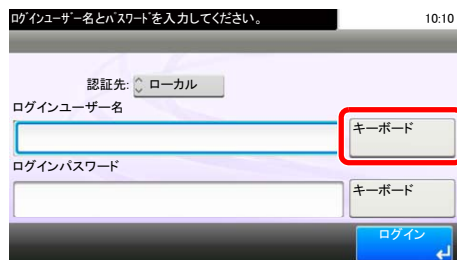 ﾛｸﾞｲﾝﾕｰｻﾞｰ名とﾊﾟｽﾜｰﾄﾞを入力してください。 10:10
認証先: ローカル
ログインユーザー名
キーボード
ログインパスワード
キーボード
ログイン